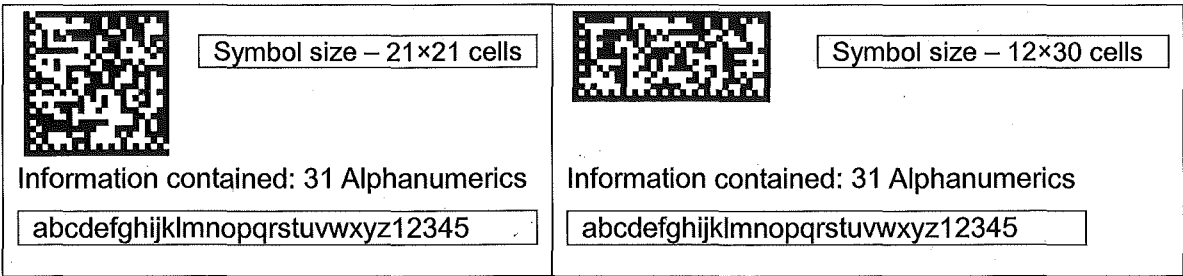 Symbol size – 21×21 cells
Information contained: 31 Alphanumerics
abcdefghijklmnopqrstuvwxyz12345
Symbol size – 12×30 cells
Information contained: 31 Alphanumerics
abcdefghijklmnopqrstuvwxyz12345